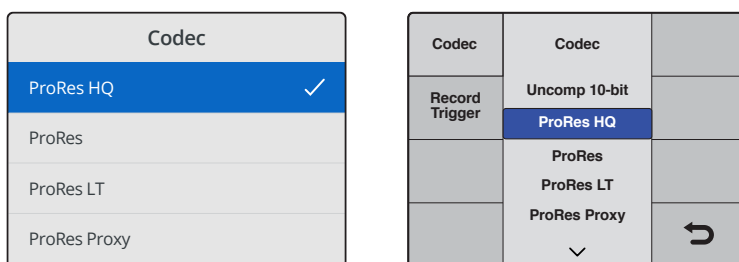 Codec
ProRes HQ
ProRes
ProRes LT
ProRes Proxy
Codec
Record
Trigger
Codec
Uncomp 10-bit
ProRes HQ
ProRes
ProRes LT
ProRes Proxy